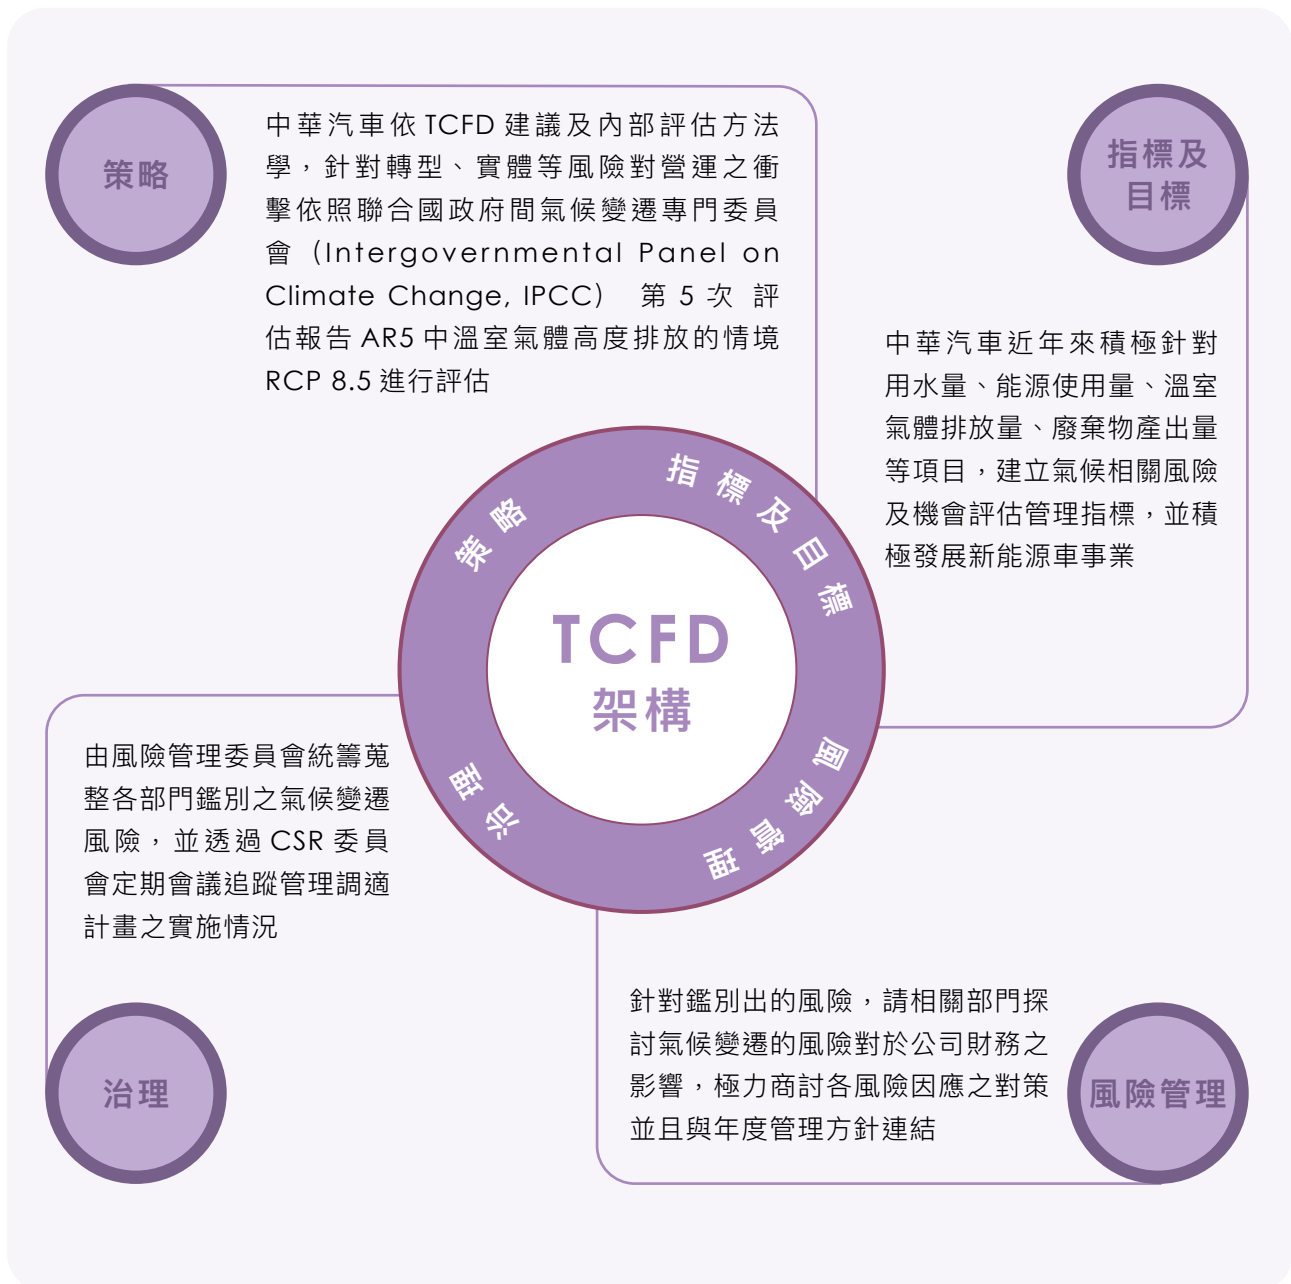 策略
中華汽車依 TCFD 建議及內部評估方法
學，針對轉型、實體等風險對營運之衝
擊依照聯合國政府間氣候變遷專門委員
會（Intergovernmental Panel on
Climate Change, IPCC） 第 5 次 評
估報告 AR5 中溫室氣體高度排放的情境
RCP 8.5 進行評估
指標及
目標
中華汽車近年來積極針對
用水量、能源使用量、溫室
氣體排放量、廢棄物產出量
等項目，建立氣候相關風險
及機會評估管理指標，並積
極發展新能源車事業
策略
指標及目標
TCFD
架構
治理
風險管理
由風險管理委員會統籌蒐
整各部門鑑別之氣候變遷
風險，並透過 CSR 委員
會定期會議追蹤管理調適
計畫之實施情況
治理
針對鑑別出的風險，請相關部門探
討氣候變遷的風險對於公司財務之
影響，極力商討各風險因應之對策
並且與年度管理方針連結
風險管理